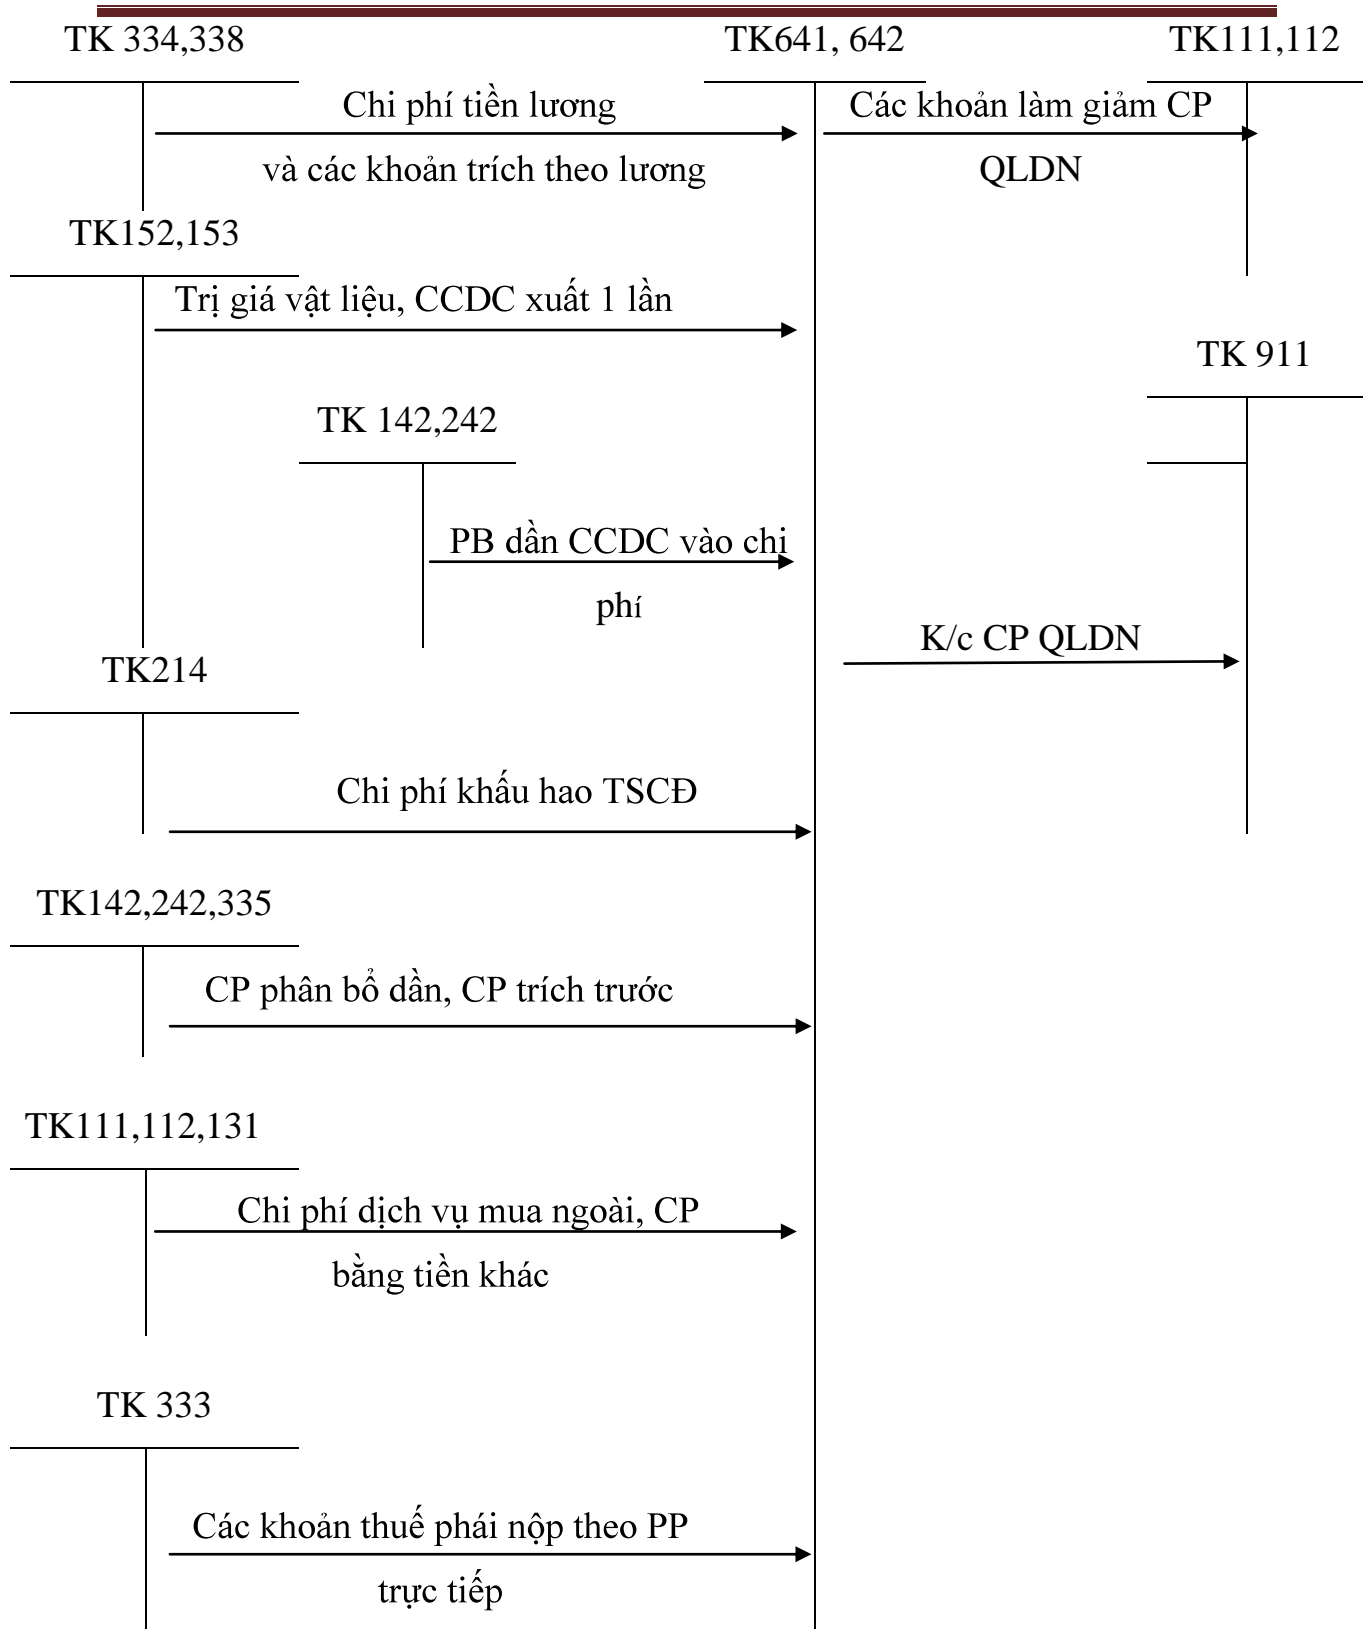 TK 334,338
TK641, 642
TK111,112
Chi phí tiền lương
và các khoản trích theo lương
Các khoản làm giảm CP
QLDN
TK152,153
Trị giá vật liệu, CCDC xuất 1 lần
TK 911
TK 142,242
PB dần CCDC vào chi
phí
K/c CP QLDN
TK214
Chi phí khấu hao TSCĐ
TK142,242,335
CP phân bổ dần, CP trích trước
TK111,112,131
Chi phí dịch vụ mua ngoài, CP
bằng tiền khác
TK 333
Các khoản thuế phái nộp theo PP
trực tiếp